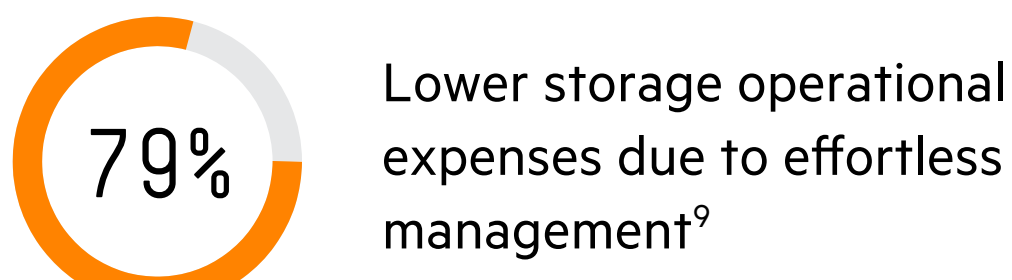 79%
Lower storage operational
expenses due to effortless
management⁹